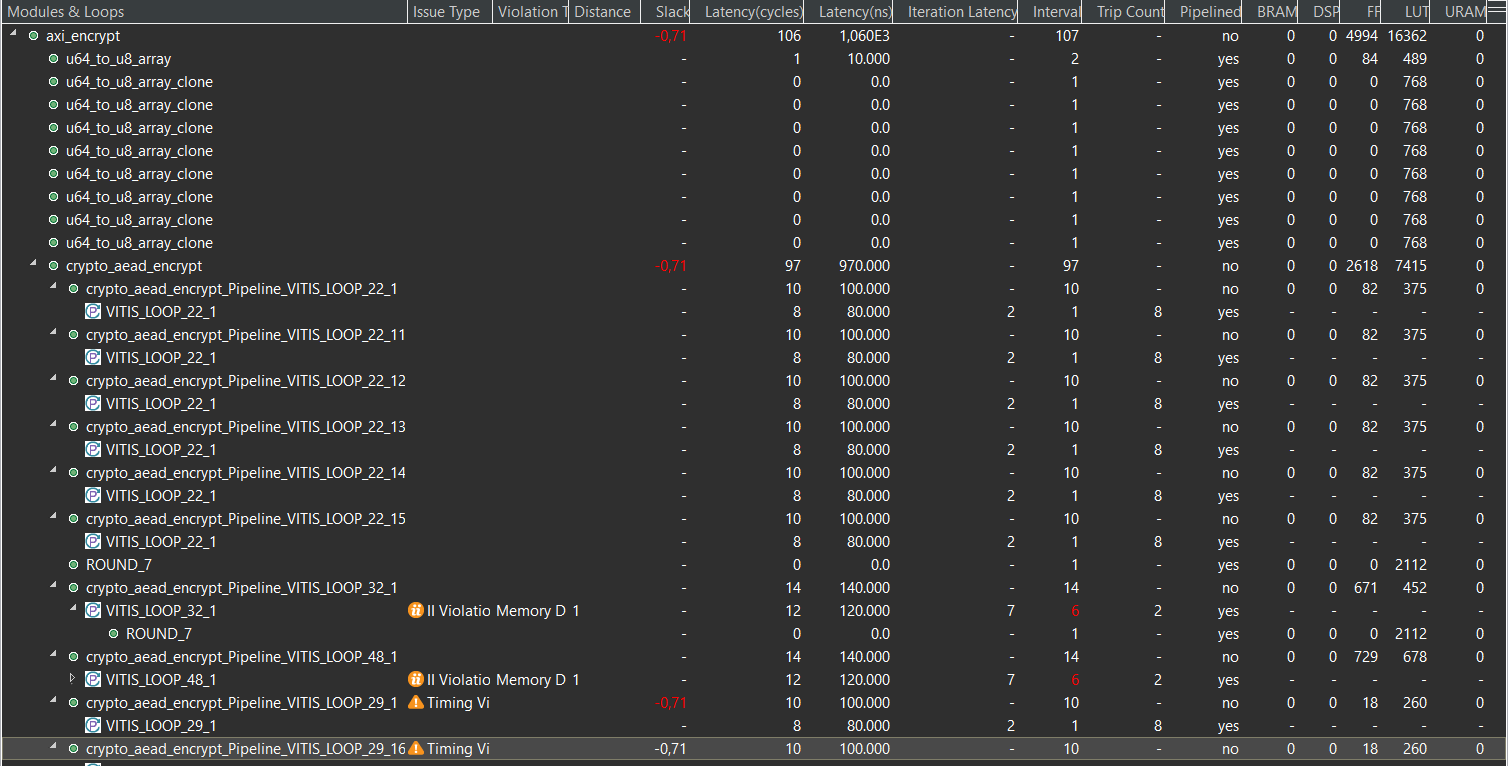 Modules & Loops Issue Type Violation T Distance Slack Latency(cycles) Latency(ns) Iteration Latency Interval Trip Count Pipelined BRAM DSP FF LUT URAM
axi_encrypt -0,71 106 1,060E3 - 107 - no 0 0 4994 16362 0
u64_to_u8_array - 1 10.000 - 2 - yes 0 0 84 489 0
u64_to_u8_array_clone - 0 0.0 - 1 - yes 0 0 0 768 0
u64_to_u8_array_clone - 0 0.0 - 1 - yes 0 0 0 768 0
u64_to_u8_array_clone - 0 0.0 - 1 - yes 0 0 0 768 0
u64_to_u8_array_clone - 0 0.0 - 1 - yes 0 0 0 768 0
u64_to_u8_array_clone - 0 0.0 - 1 - yes 0 0 0 768 0
u64_to_u8_array_clone - 0 0.0 - 1 - yes 0 0 0 768 0
u64_to_u8_array_clone - 0 0.0 - 1 - yes 0 0 0 768 0
u64_to_u8_array_clone - 0 0.0 - 1 - yes 0 0 0 768 0
crypto_aead_encrypt -0,71 97 970.000 - 97 - no 0 0 2618 7415 0
crypto_aead_encrypt_Pipeline_VITIS_LOOP_22_1 - 10 100.000 - 10 - no 0 0 82 375 0
VITIS_LOOP_22_1 - 8 80.000 2 1 8 yes - - - - -
crypto_aead_encrypt_Pipeline_VITIS_LOOP_22_11 - 10 100.000 - 10 - no 0 0 82 375 0
VITIS_LOOP_22_1 - 8 80.000 2 1 8 yes - - - - -
crypto_aead_encrypt_Pipeline_VITIS_LOOP_22_12 - 10 100.000 - 10 - no 0 0 82 375 0
VITIS_LOOP_22_1 - 8 80.000 2 1 8 yes - - - - -
crypto_aead_encrypt_Pipeline_VITIS_LOOP_22_13 - 10 100.000 - 10 - no 0 0 82 375 0
VITIS_LOOP_22_1 - 8 80.000 2 1 8 yes - - - - -
crypto_aead_encrypt_Pipeline_VITIS_LOOP_22_14 - 10 100.000 - 10 - no 0 0 82 375 0
VITIS_LOOP_22_1 - 8 80.000 2 1 8 yes - - - - -
crypto_aead_encrypt_Pipeline_VITIS_LOOP_22_15 - 10 100.000 - 10 - no 0 0 82 375 0
VITIS_LOOP_22_1 - 8 80.000 2 1 8 yes - - - - -
ROUND_7 - 0 0.0 - 1 - yes 0 0 0 2112 0
crypto_aead_encrypt_Pipeline_VITIS_LOOP_32_1 - 14 140.000 - 14 - no 0 0 671 452 0
VITIS_LOOP_32_1 II Violatio Memory D 1 - 12 120.000 7 6 2 yes - - - - -
ROUND_7 - 0 0.0 - 1 - yes 0 0 0 2112 0
crypto_aead_encrypt_Pipeline_VITIS_LOOP_48_1 - 14 140.000 - 14 - no 0 0 729 678 0
VITIS_LOOP_48_1 II Violatio Memory D 1 - 12 120.000 7 6 2 yes - - - - -
crypto_aead_encrypt_Pipeline_VITIS_LOOP_29_1 Timing Vi -0,71 10 100.000 - 10 - no 0 0 18 260 0
VITIS_LOOP_29_1 - 8 80.000 2 1 8 yes - - - - -
crypto_aead_encrypt_Pipeline_VITIS_LOOP_29_16 Timing Vi -0,71 10 100.000 - 10 - no 0 0 18 260 0